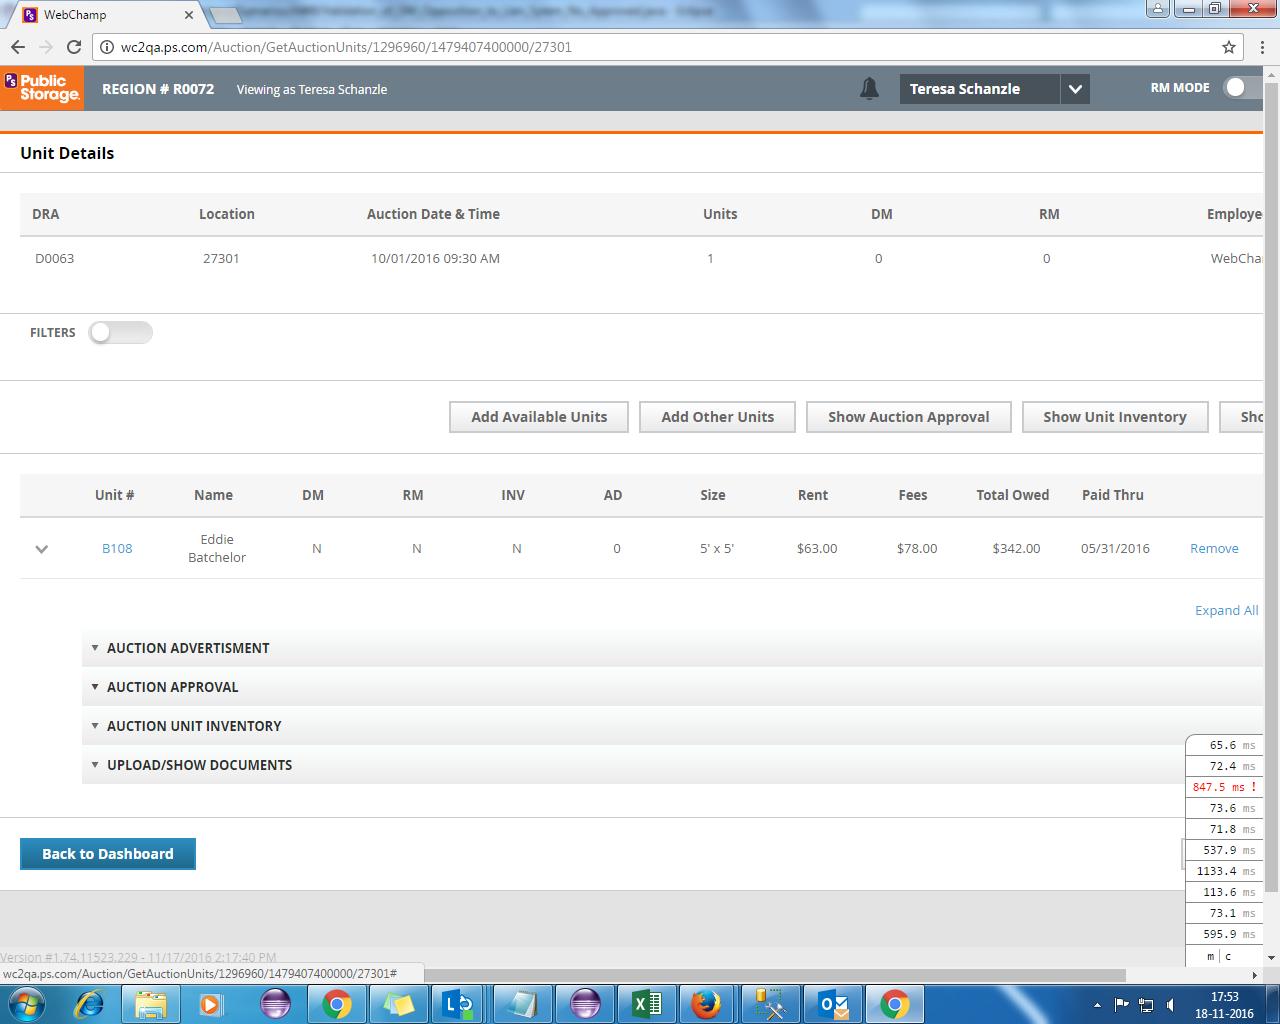 WebChamp
wc2qa.ps.com/Auction/GetAuctionUnits/1296960/1479407400000/27301
PS Public Storage.
REGION # R0072
Viewing as Teresa Schanzle
Teresa Schanzle
RM MODE
Unit Details
DRA Location Auction Date & Time Units DM RM Employe
D0063 27301 10/01/2016 09:30 AM 1 0 0 WebCha
FILTERS
Add Available Units Add Other Units Show Auction Approval Show Unit Inventory Sho
Unit # Name DM RM INV AD Size Rent Fees Total Owed Paid Thru
B108 Eddie Batchelor N N N 0 5' x 5' $63.00 $78.00 $342.00 05/31/2016 Remove
Expand All
AUCTION ADVERTISMENT
AUCTION APPROVAL
AUCTION UNIT INVENTORY
UPLOAD/SHOW DOCUMENTS
65.6 ms
72.4 ms
847.5 ms !
73.6 ms
71.8 ms
537.9 ms
1133.4 ms
113.6 ms
73.1 ms
595.9 ms
m | c
Back to Dashboard
Version #1.74.11523.229 - 11/17/2016 2:17:40 PM
wc2qa.ps.com/Auction/GetAuctionUnits/1296960/1479407400000/27301#
17:53
18-11-2016